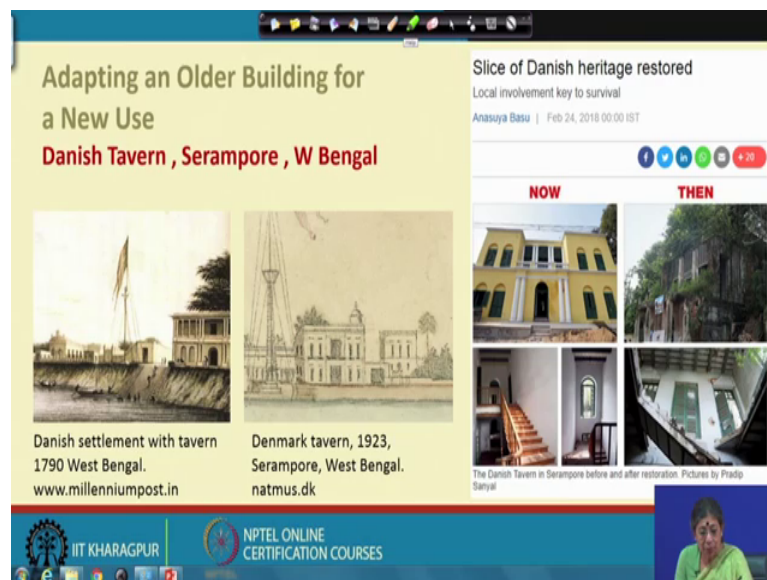 Adapting an Older Building for
a New Use
Danish Tavern , Serampore , W Bengal
Danish settlement with tavern
1790 West Bengal.
www.millenniumpost.in
Denmark tavern, 1923,
Serampore, West Bengal.
natmus.dk
Slice of Danish heritage restored
Local involvement key to survival
Anasuya Basu | Feb 24, 2018 00:00 IST
+ 20
NOW
THEN
The Danish Tavern in Serampore before and after restoration. Pictures by Pradip
Sanyal
IIT KHARAGPUR
NPTEL ONLINE
CERTIFICATION COURSES